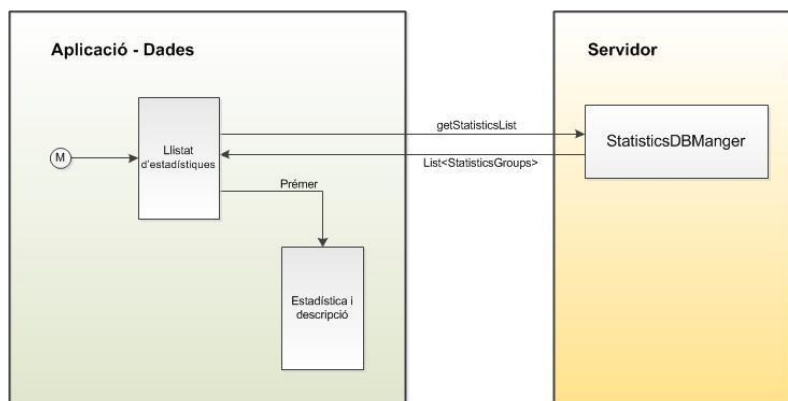 Aplicació - Dades
Servidor
M
Llistat
d'estadístiques
getStatisticsList
StatisticsDBManger
List<StatisticsGroups>
Prémer
Estadística i
descripció